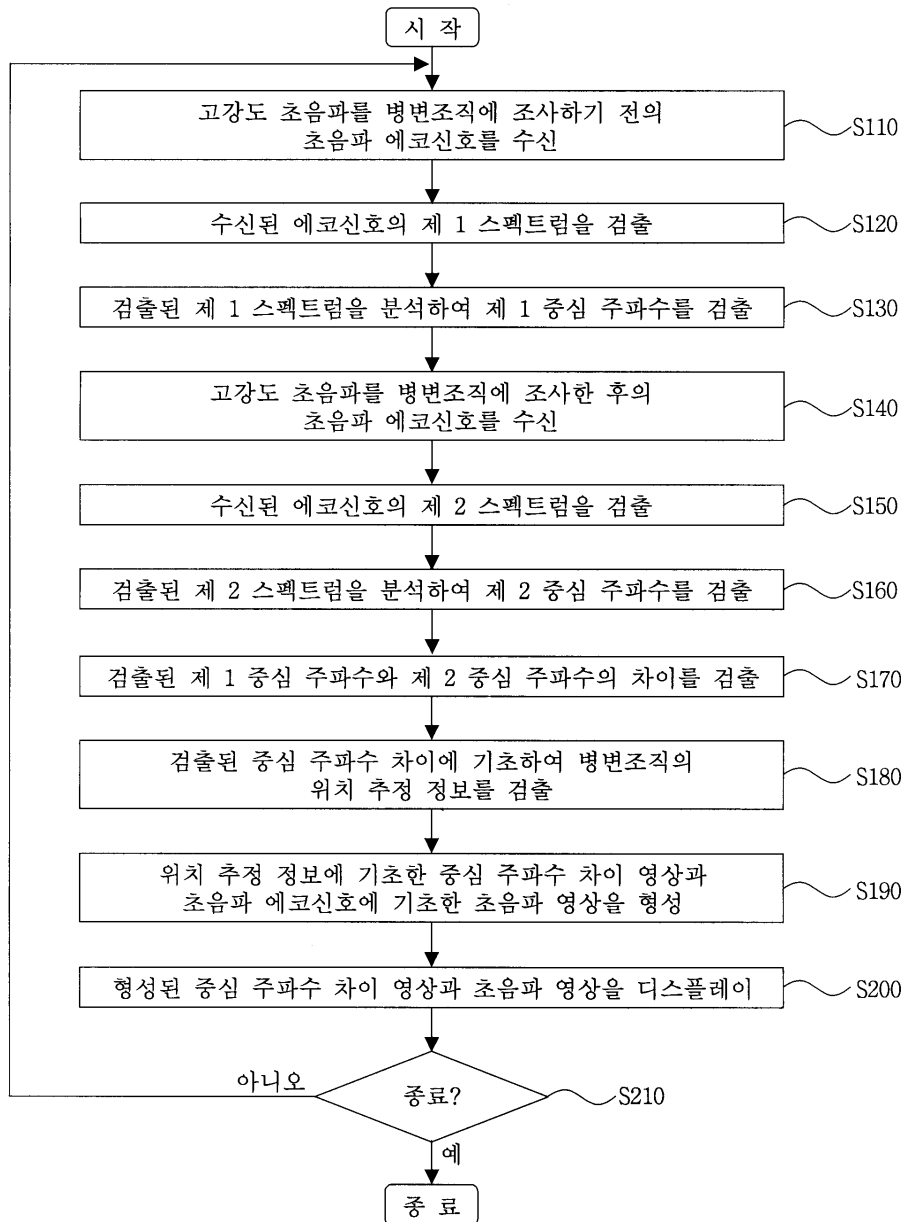 시 작
고강도 초음파를 병변조직에 조사하기 전의
초음파 에코신호를 수신
S110
수신된 에코신호의 제 1 스펙트럼을 검출
S120
검출된 제 1 스펙트럼을 분석하여 제 1 중심 주파수를 검출
S130
고강도 초음파를 병변조직에 조사한 후의
초음파 에코신호를 수신
S140
수신된 에코신호의 제 2 스펙트럼을 검출
S150
검출된 제 2 스펙트럼을 분석하여 제 2 중심 주파수를 검출
S160
검출된 제 1 중심 주파수와 제 2 중심 주파수의 차이를 검출
S170
검출된 중심 주파수 차이에 기초하여 병변조직의
위치 추정 정보를 검출
S180
위치 추정 정보에 기초한 중심 주파수 차이 영상과
초음파 에코신호에 기초한 초음파 영상을 형성
S190
형성된 중심 주파수 차이 영상과 초음파 영상을 디스플레이
S200
아니오
종료?
S210
예
종 료